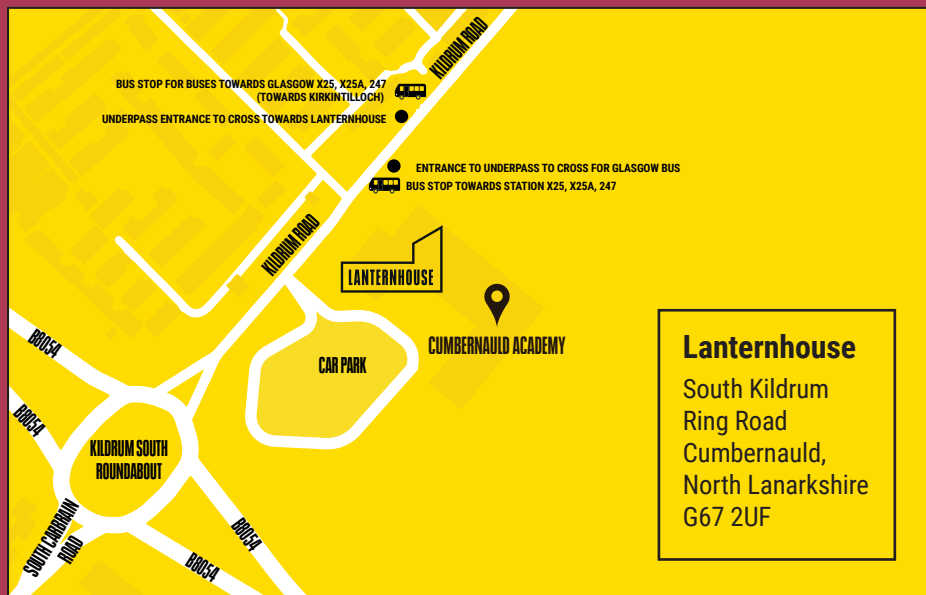 KILDRUM ROAD
BUS STOP FOR BUSES TOWARDS GLASGOW X25, X25A, 247
(TOWARDS KIRKINTILLOCH)
UNDERPASS ENTRANCE TO CROSS TOWARDS LANTERNHOUSE
ENTRANCE TO UNDERPASS TO CROSS FOR GLASGOW BUS
BUS STOP TOWARDS STATION X25, X25A, 247
KILDRUM ROAD
LANTERNHOUSE
CUMBERNAULD ACADEMY
CAR PARK
B8054
B8054
KILDRUM SOUTH
ROUNDABOUT
SOUTH CARBRAIN
ROAD
B8054
B8054
Lanternhouse
South Kildrum
Ring Road
Cumbernauld,
North Lanarkshire
G67 2UF